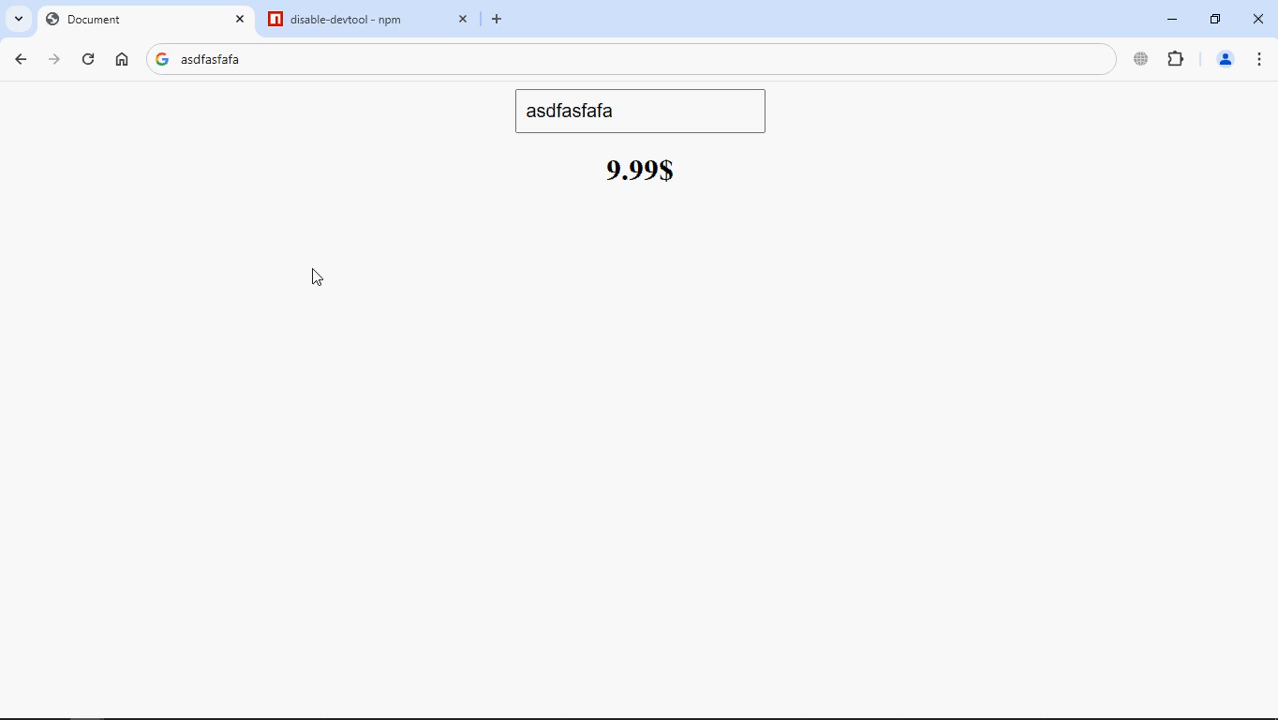 Document
disable-devtool - npm
asdfasfafa
asdfasfafa
9.99$